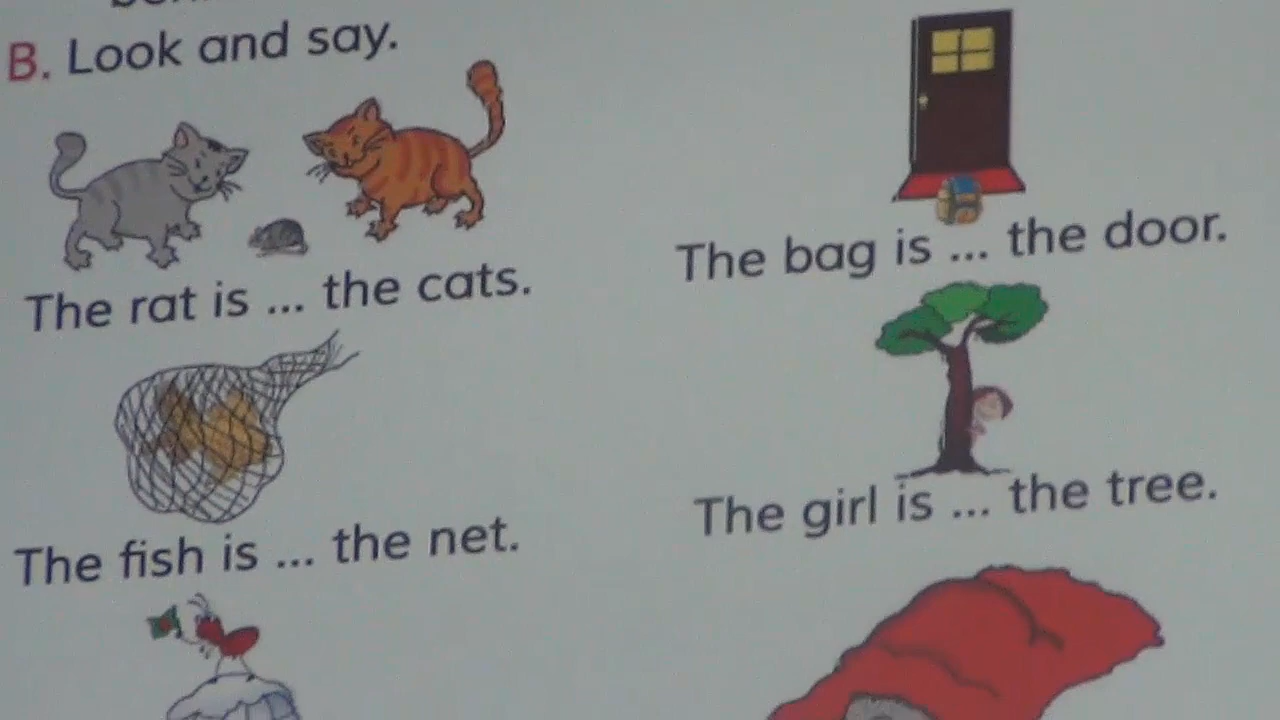 B. Look and say.
The rat is ... the cats.
The bag is ... the door.
The fish is ... the net.
The girl is ... the tree.